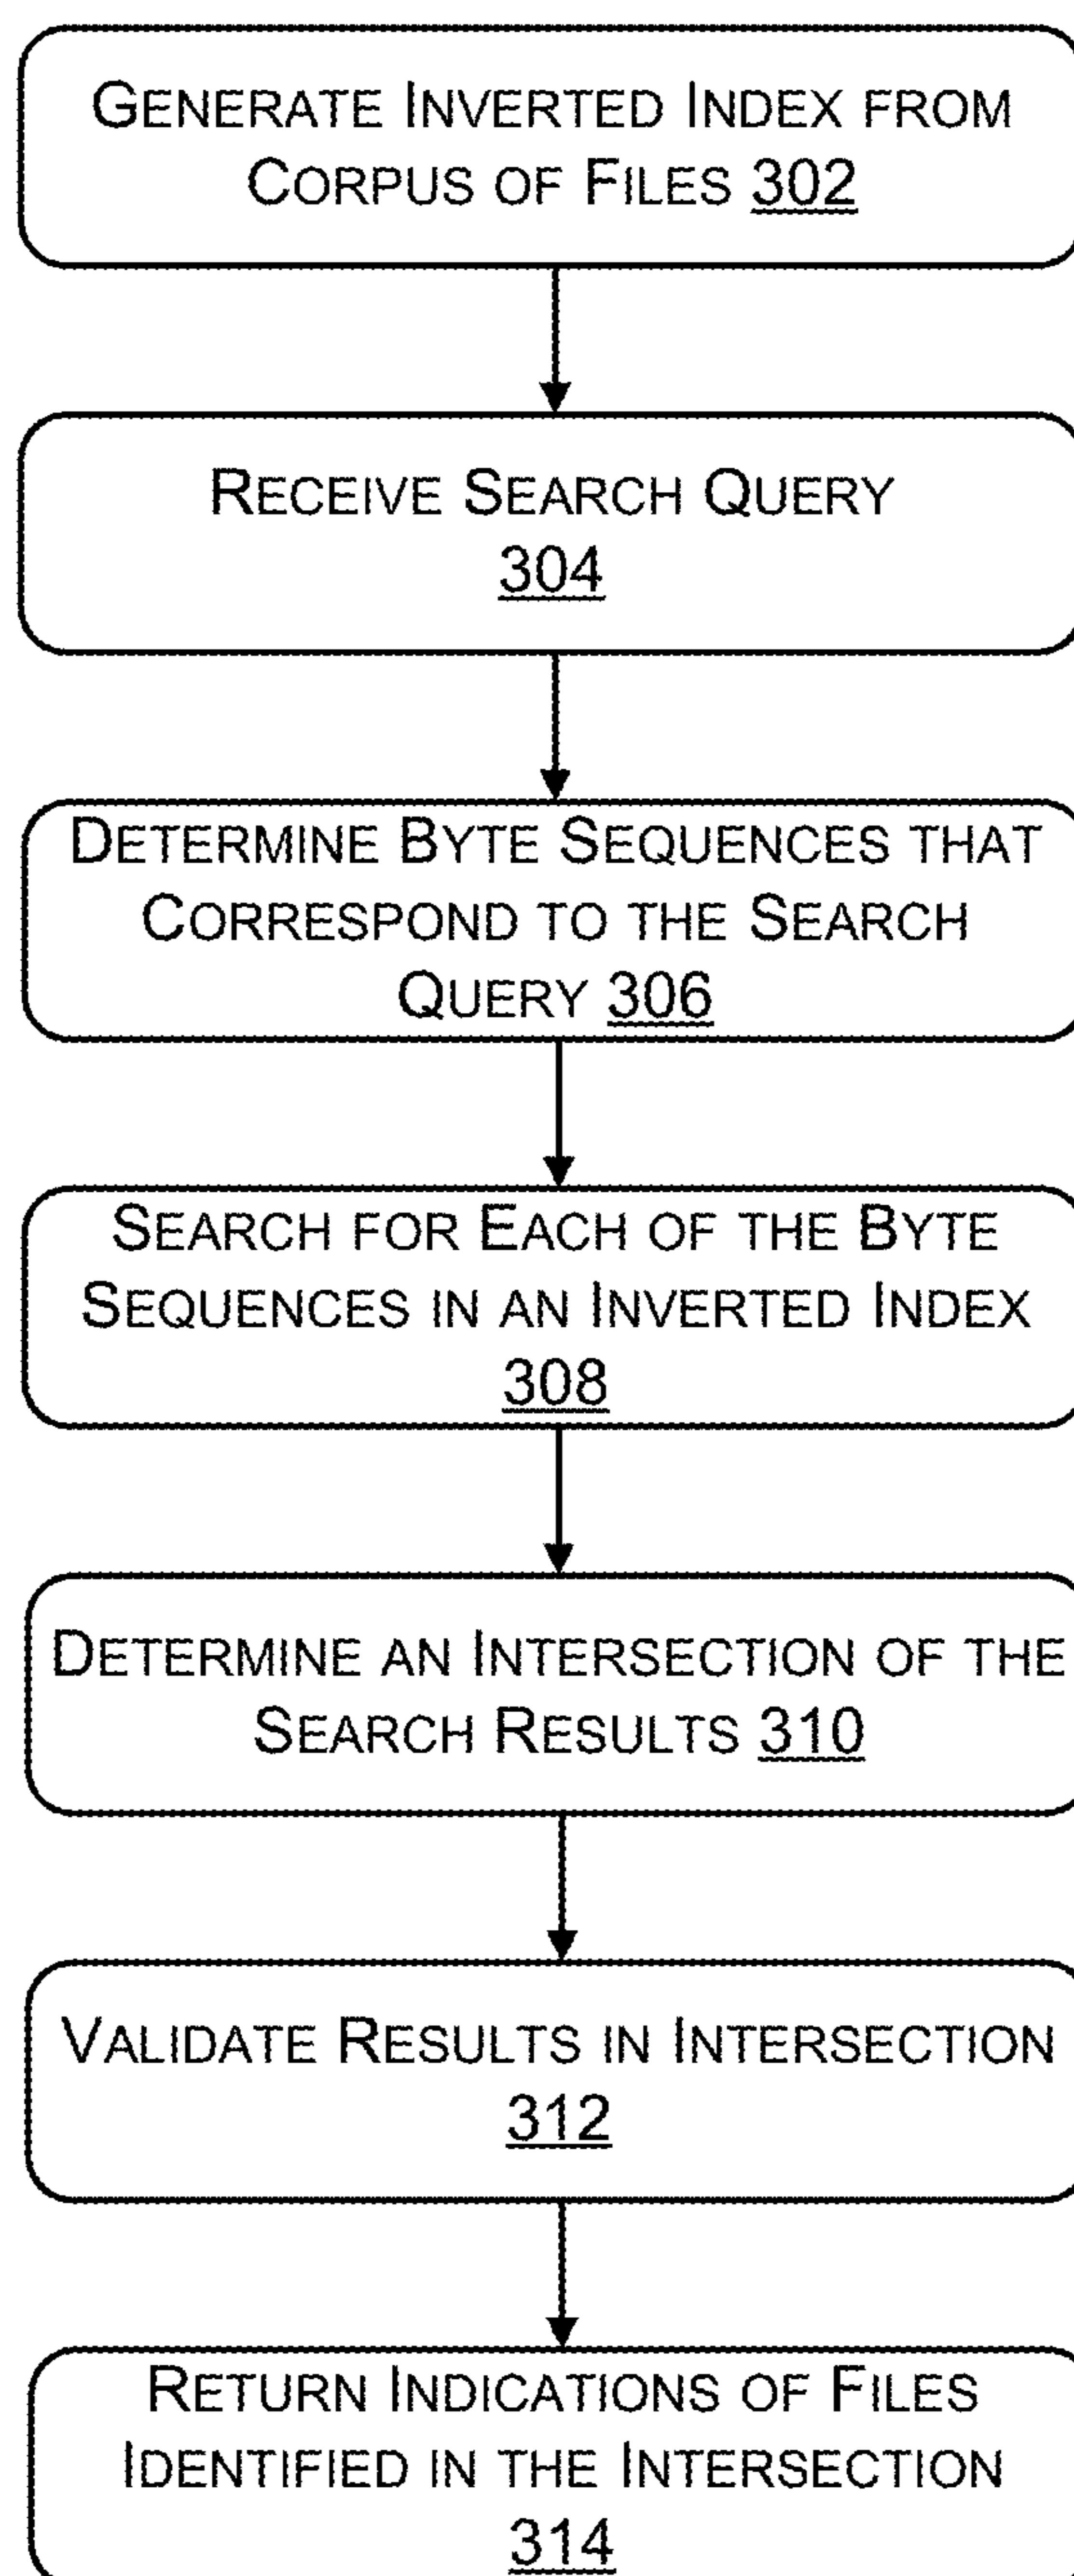 GENERATE INVERTED INDEX FROM
CORPUS OF FILES 302
RECEIVE SEARCH QUERY
304
DETERMINE BYTE SEQUENCES THAT
CORRESPOND TO THE SEARCH
QUERY 306
SEARCH FOR EACH OF THE BYTE
SEQUENCES IN AN INVERTED INDEX
308
DETERMINE AN INTERSECTION OF THE
SEARCH RESULTS 310
VALIDATE RESULTS IN INTERSECTION
312
RETURN INDICATIONS OF FILES
IDENTIFIED IN THE INTERSECTION
314